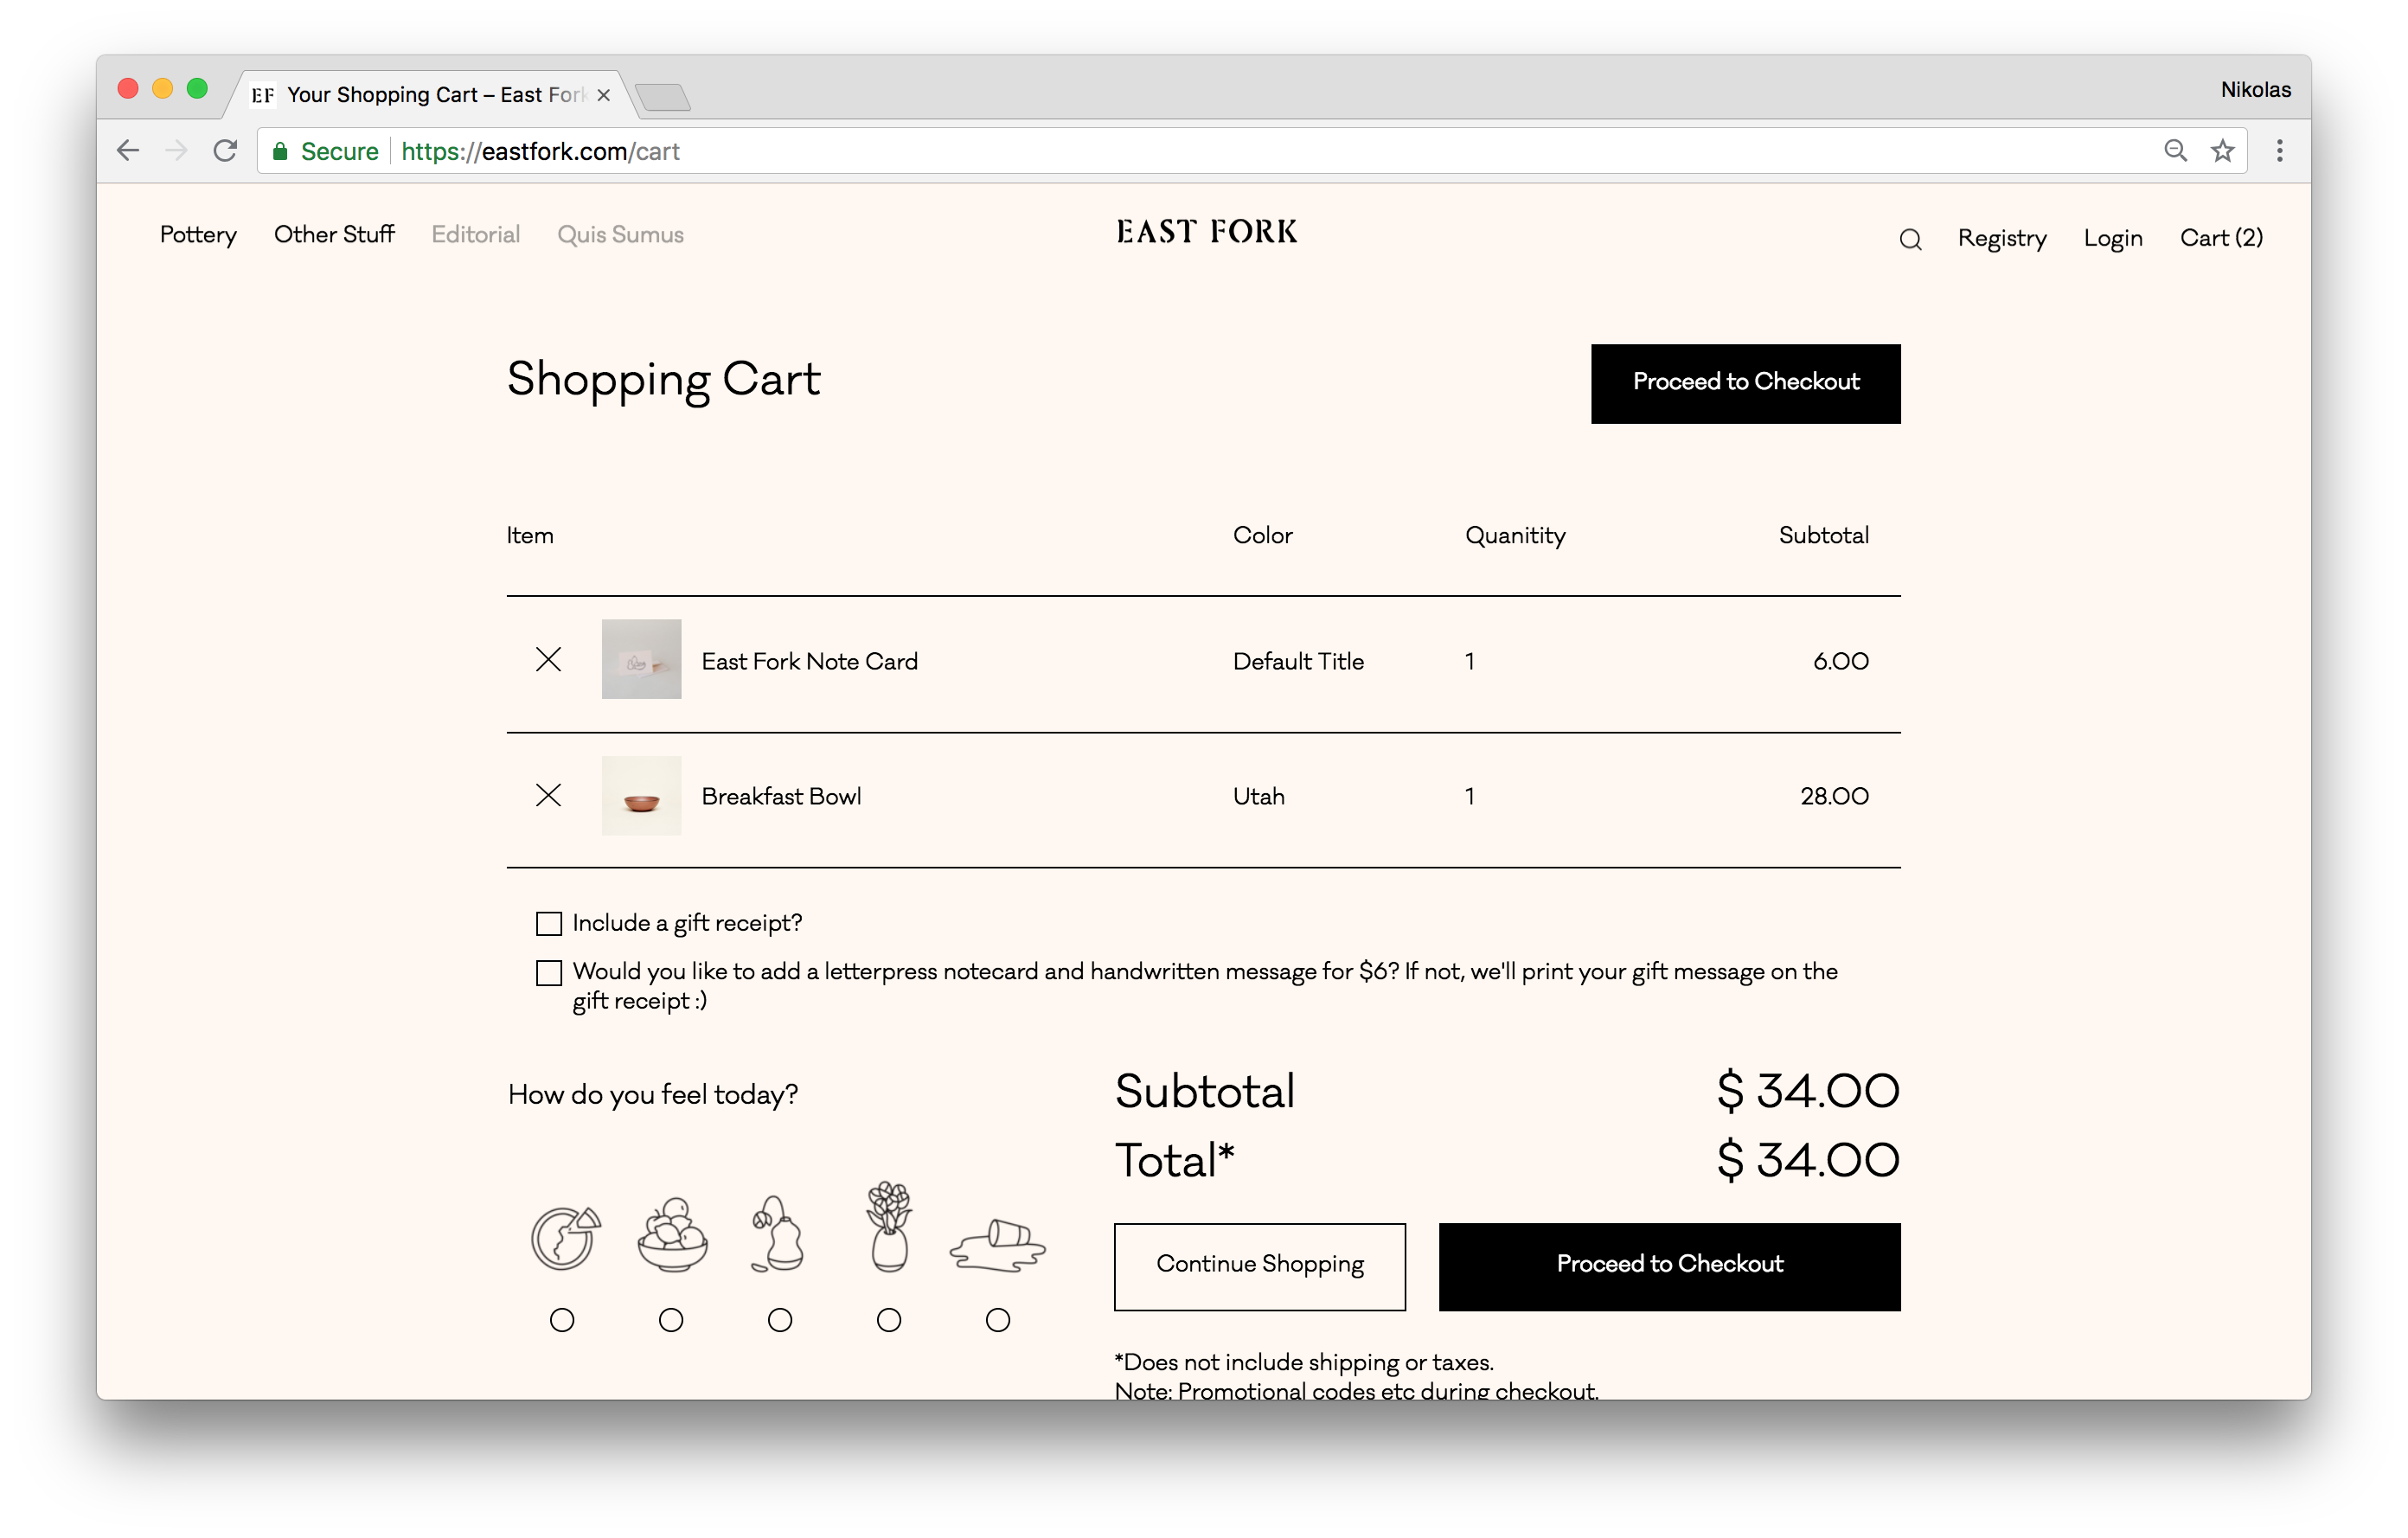 EF Your Shopping Cart – East Fork
Nikolas
Secure https://eastfork.com/cart
Pottery Other Stuff Editorial Quis Sumus EAST FORK Registry Login Cart (2)
Shopping Cart Proceed to Checkout
Item Color Quanitity Subtotal
East Fork Note Card Default Title 1 6.00
Breakfast Bowl Utah 1 28.00
Include a gift receipt?
Would you like to add a letterpress notecard and handwritten message for $6? If not, we'll print your gift message on the
gift receipt :)
How do you feel today?
Subtotal $ 34.00
Total* $ 34.00
Continue Shopping Proceed to Checkout
*Does not include shipping or taxes.
Note: Promotional codes etc during checkout.